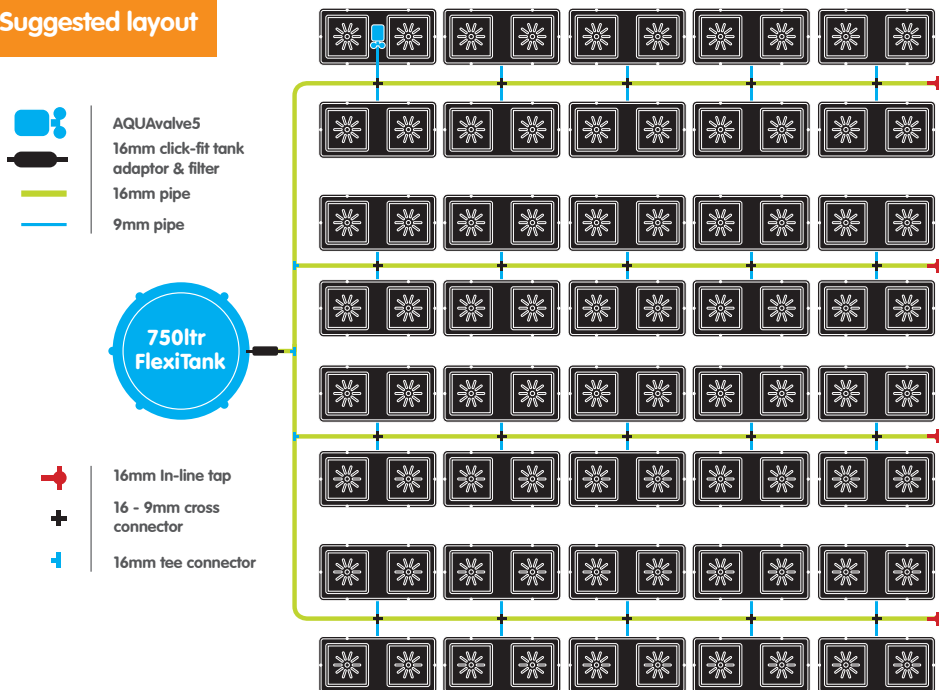 Suggested layout
AQUAvalve5
16mm click-fit tank
adaptor & filter
16mm pipe
9mm pipe
750ltr
FlexiTank
16mm In-line tap
16 - 9mm cross
connector
16mm tee connector